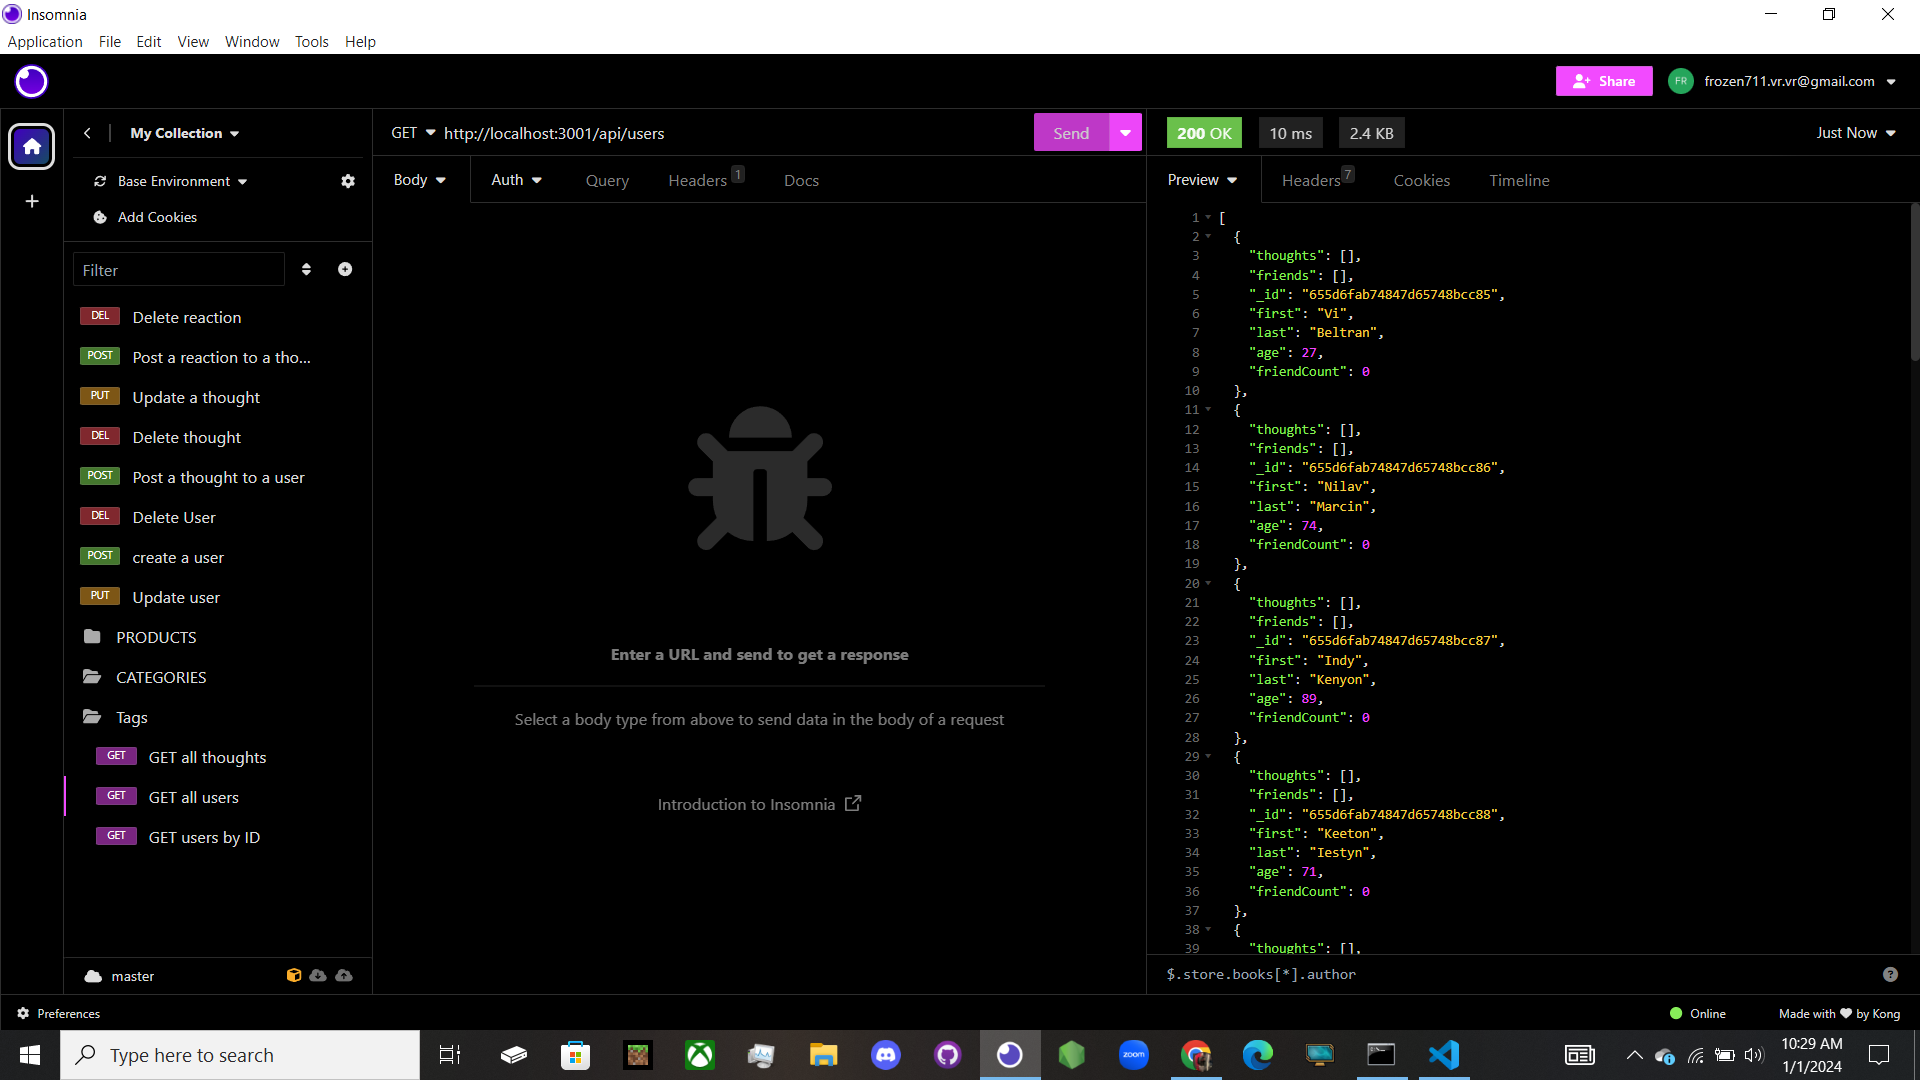 Insomnia
Application File Edit View Window Tools Help
Share
FR
frozen711.vr.vr@gmail.com
My Collection
GET http://localhost:3001/api/users
Send
200 OK
10 ms
2.4 KB
Just Now
Base Environment
Add Cookies
Body
Auth
Query
Headers 1
Docs
Preview
Headers 7
Cookies
Timeline
Filter
DEL Delete reaction
POST Post a reaction to a tho...
PUT Update a thought
DEL Delete thought
POST Post a thought to a user
DEL Delete User
POST create a user
PUT Update user
PRODUCTS
CATEGORIES
Tags
GET GET all thoughts
GET GET all users
GET GET users by ID
master
Enter a URL and send to get a response
Select a body type from above to send data in the body of a request
Introduction to Insomnia
1 [
2 {
3 "thoughts": [],
4 "friends": [],
5 "_id": "655d6fab74847d65748bcc85",
6 "first": "Vi",
7 "last": "Beltran",
8 "age": 27,
9 "friendCount": 0
10 },
11 {
12 "thoughts": [],
13 "friends": [],
14 "_id": "655d6fab74847d65748bcc86",
15 "first": "Nilav",
16 "last": "Marcin",
17 "age": 74,
18 "friendCount": 0
19 },
20 {
21 "thoughts": [],
22 "friends": [],
23 "_id": "655d6fab74847d65748bcc87",
24 "first": "Indy",
25 "last": "Kenyon",
26 "age": 89,
27 "friendCount": 0
28 },
29 {
30 "thoughts": [],
31 "friends": [],
32 "_id": "655d6fab74847d65748bcc88",
33 "first": "Keeton",
34 "last": "Iestyn",
35 "age": 71,
36 "friendCount": 0
37 },
38 {
39 "thoughts": [],
$.store.books[*].author
Preferences
Online
Made with ❤ by Kong
Type here to search
zoom
10:29 AM
1/1/2024